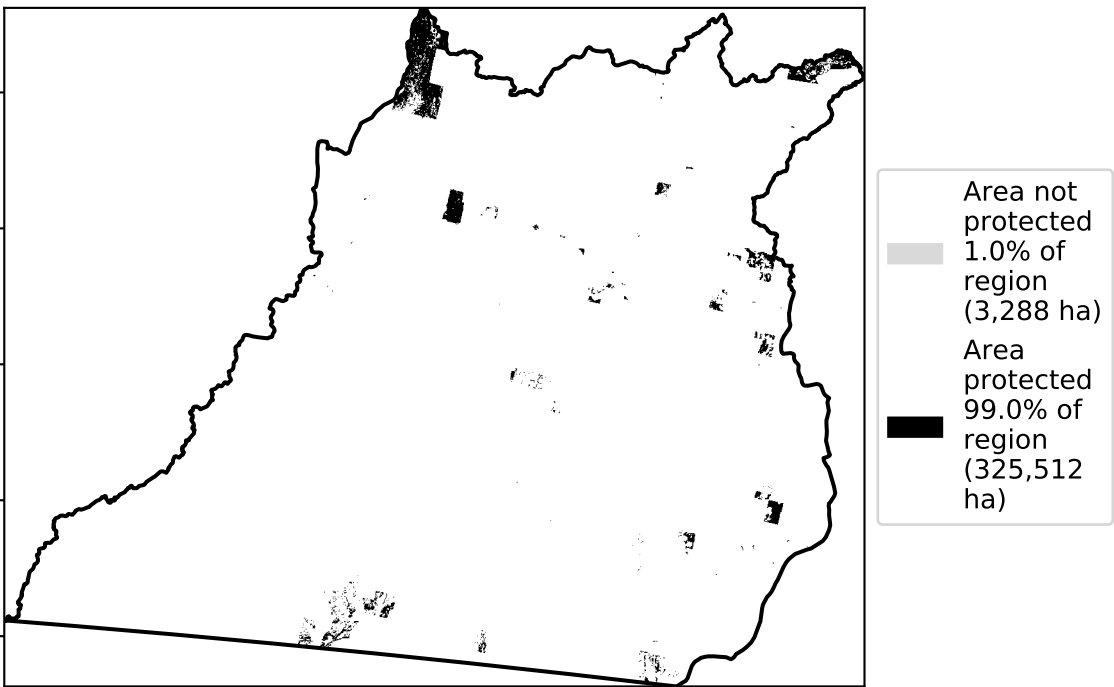 Area not
protected
1.0% of
region
(3,288 ha)
Area
protected
99.0% of
region
(325,512
ha)